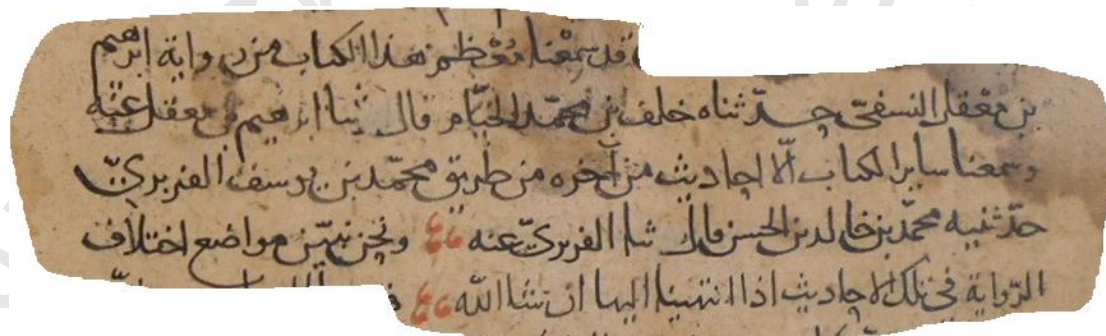 قد سمعنا معظم هذا الكتاب من رواية ابرهيم
بن معقل النسفي حدثناه خلف بن محمد الخيام قال ثنا ابرهيم بن معقل عنه
وسمعنا ساير الكتاب الا احاديث من آخره من طريق محمد بن يوسف الفربري
حدثنيه محمد بن خالد بن الحسن قال ثنا الفربري عنه ونحن نبين مواضع اختلاف
الرواية في تلك الاحاديث اذا انتهينا اليها ان شا الله